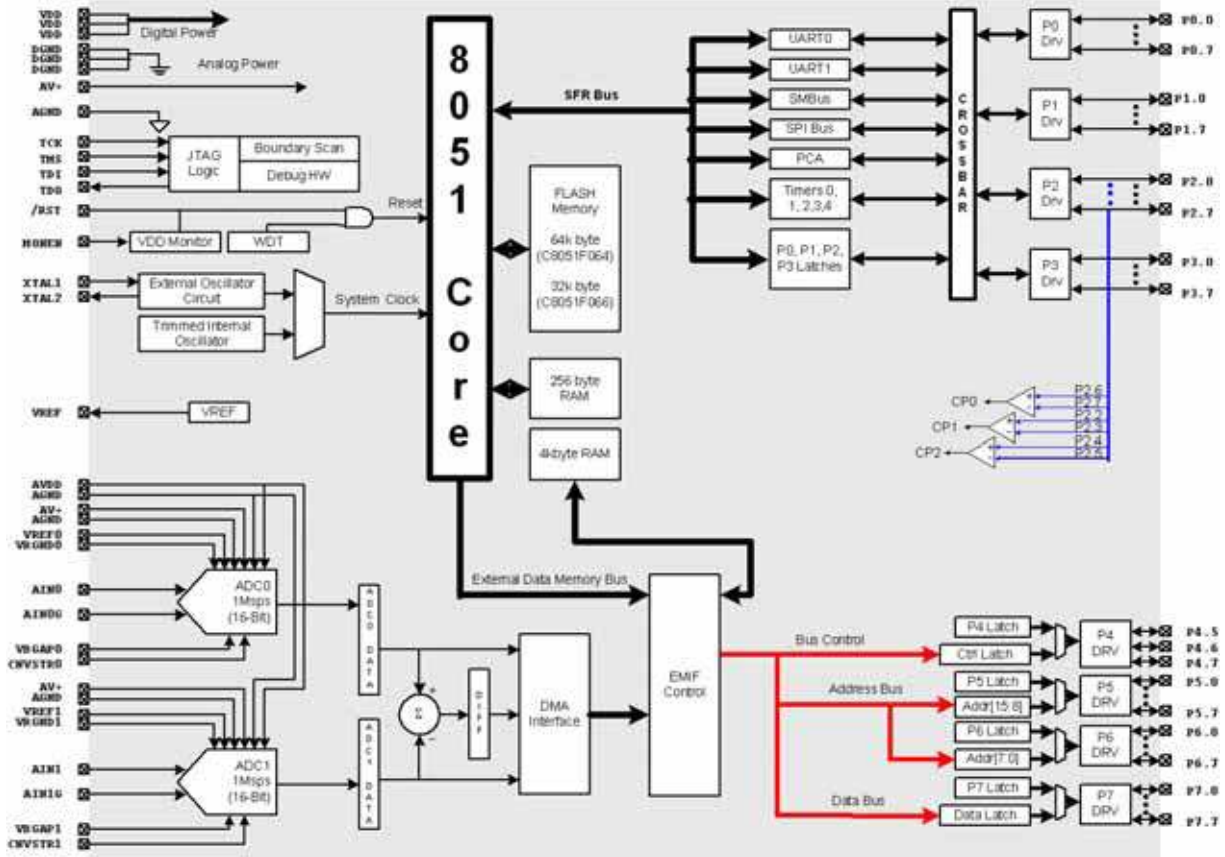 VDD
VDD
VDD
Digital Power
DGND
DGND
DGND
Analog Power
AV+
AGND
TCK
TMS
TDI
TDO
JTAG
Logic
Boundary Scan
Debug HW
/RST
Reset
MONEN
VDD Monitor
WDT
XTAL1
XTAL2
External Oscillator
Circuit
System Clock
Trimmed Internal
Oscillator
VREF
VREF
8051 Core
SFR Bus
FLASH
Memory
64k byte
(C8051F064)
32k byte
(C8051F066)
256 byte
RAM
4kbyte RAM
UART0
UART1
SMBus
SPI Bus
PCA
Timers 0,
1, 2,3,4
P0, P1, P2,
P3 Latches
CROSSBAR
P0
Drv
P0.0
P0.7
P1
Drv
P1.0
P1.7
P2
Drv
P2.0
P2.7
P3
Drv
P3.0
P3.7
CP0
CP1
CP2
P2.6
P2.7
P2.2
P2.3
P2.4
P2.5
AVDD
AGND
AV+
AGND
VREF0
VRGND0
AIN0
AIN0G
VBGAP0
CNVSTR0
ADC0
1Msps
(16-Bit)
AV+
AGND
VREF1
VRGND1
AIN1
AIN1G
VBGAP1
CNVSTR1
ADC1
1Msps
(16-Bit)
ADC0 DATA
ADC1 DATA
+
Σ
−
DIFF
DMA
Interface
External Data Memory Bus
EMIF
Control
Bus Control
Address Bus
Data Bus
P4 Latch
Ctrl Latch
P4
DRV
P4.5
P4.6
P4.7
P5 Latch
Addr[15:8]
P5
DRV
P5.0
P5.7
P6 Latch
Addr[7:0]
P6
DRV
P6.0
P6.7
P7 Latch
Data Latch
P7
DRV
P7.0
P7.7